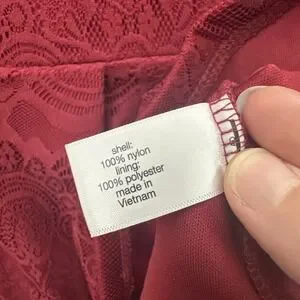 shell:
100% nylon
lining:
100% polyester
made in
Vietnam